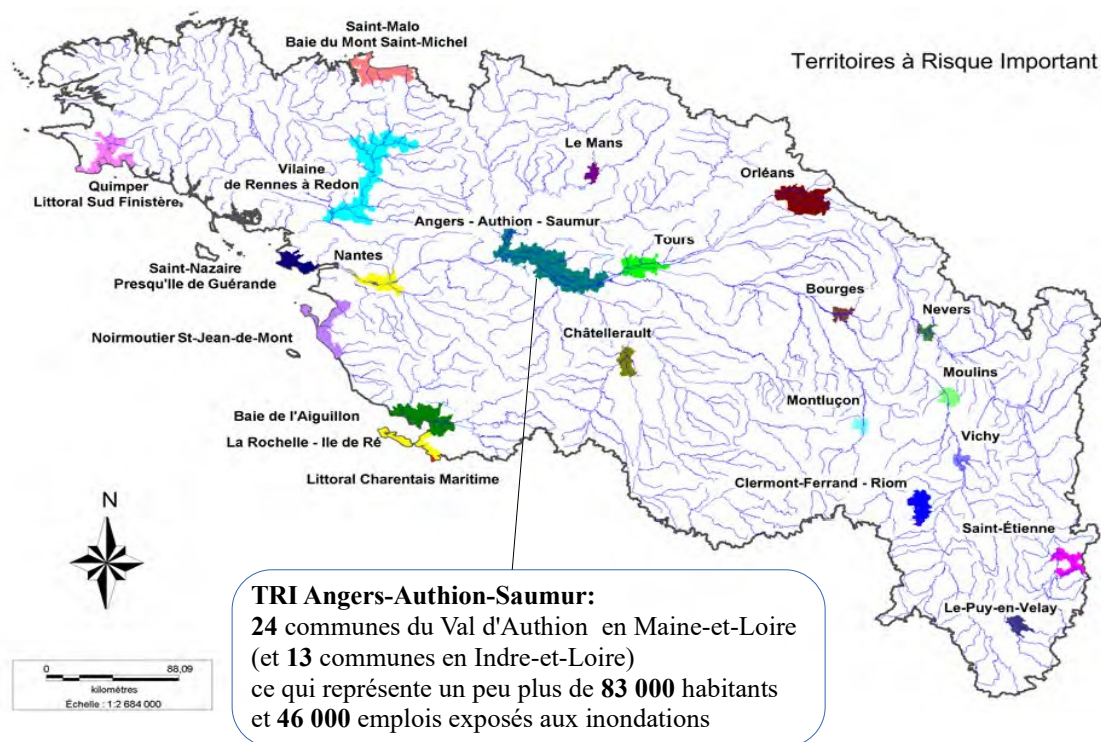 Saint-Malo
Baie du Mont Saint-Michel
Territoires à Risque Important
Le Mans
Vilaine
de Rennes à Redon
Orléans
Quimper
Littoral Sud Finistère
Angers - Authion - Saumur
Tours
Nantes
Saint-Nazaire
Presqu'Ile de Guérande
Bourges
Nevers
Noirmoutier St-Jean-de-Mont
Châtellerault
Moulins
Montluçon
Baie de l'Aiguillon
La Rochelle - Ile de Ré
Vichy
Littoral Charentais Maritime
Clermont-Ferrand - Riom
N
Saint-Étienne
Le-Puy-en-Velay
TRI Angers-Authion-Saumur:
24 communes du Val d'Authion en Maine-et-Loire
(et 13 communes en Indre-et-Loire)
ce qui représente un peu plus de 83 000 habitants
et 46 000 emplois exposés aux inondations
0 88,09
kilomètres
Échelle : 1:2 684 000